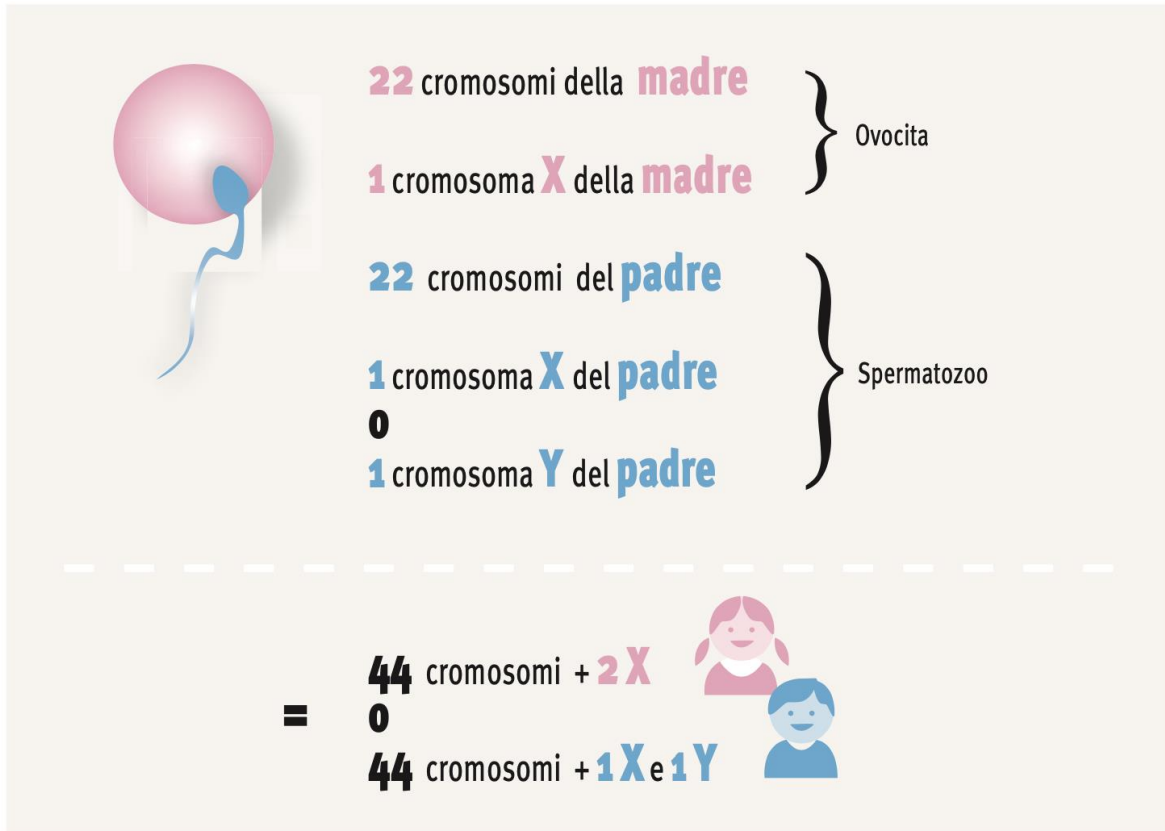 22 cromosomi della madre
1 cromosoma X della madre
Ovocita
22 cromosomi del padre
1 cromosoma X del padre
o
1 cromosoma Y del padre
Spermatozoo
44 cromosomi + 2 X
=
o
44 cromosomi + 1 X e 1 Y